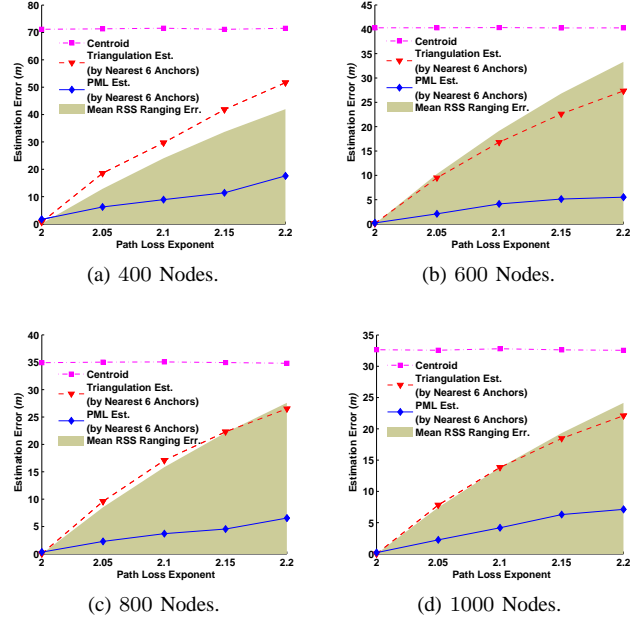 80
70
60
50
40
30
20
10
0
Estimation Error (m)
Centroid
Triangulation Est.
(by Nearest 6 Anchors)
PML Est.
(by Nearest 6 Anchors)
Mean RSS Ranging Err.
2 2.05 2.1 2.15 2.2
Path Loss Exponent
(a) 400 Nodes.
45
40
35
30
25
20
15
10
5
0
Estimation Error (m)
Centroid
Triangulation Est.
(by Nearest 6 Anchors)
PML Est.
(by Nearest 6 Anchors)
Mean RSS Ranging Err.
2 2.05 2.1 2.15 2.2
Path Loss Exponent
(b) 600 Nodes.
40
35
30
25
20
15
10
5
0
Estimation Error (m)
Centroid
Triangulation Est.
(by Nearest 6 Anchors)
PML Est.
(by Nearest 6 Anchors)
Mean RSS Ranging Err.
2 2.05 2.1 2.15 2.2
Path Loss Exponent
(c) 800 Nodes.
35
30
25
20
15
10
5
0
Estimation Error (m)
Centroid
Triangulation Est.
(by Nearest 6 Anchors)
PML Est.
(by Nearest 6 Anchors)
Mean RSS Ranging Err.
2 2.05 2.1 2.15 2.2
Path Loss Exponent
(d) 1000 Nodes.